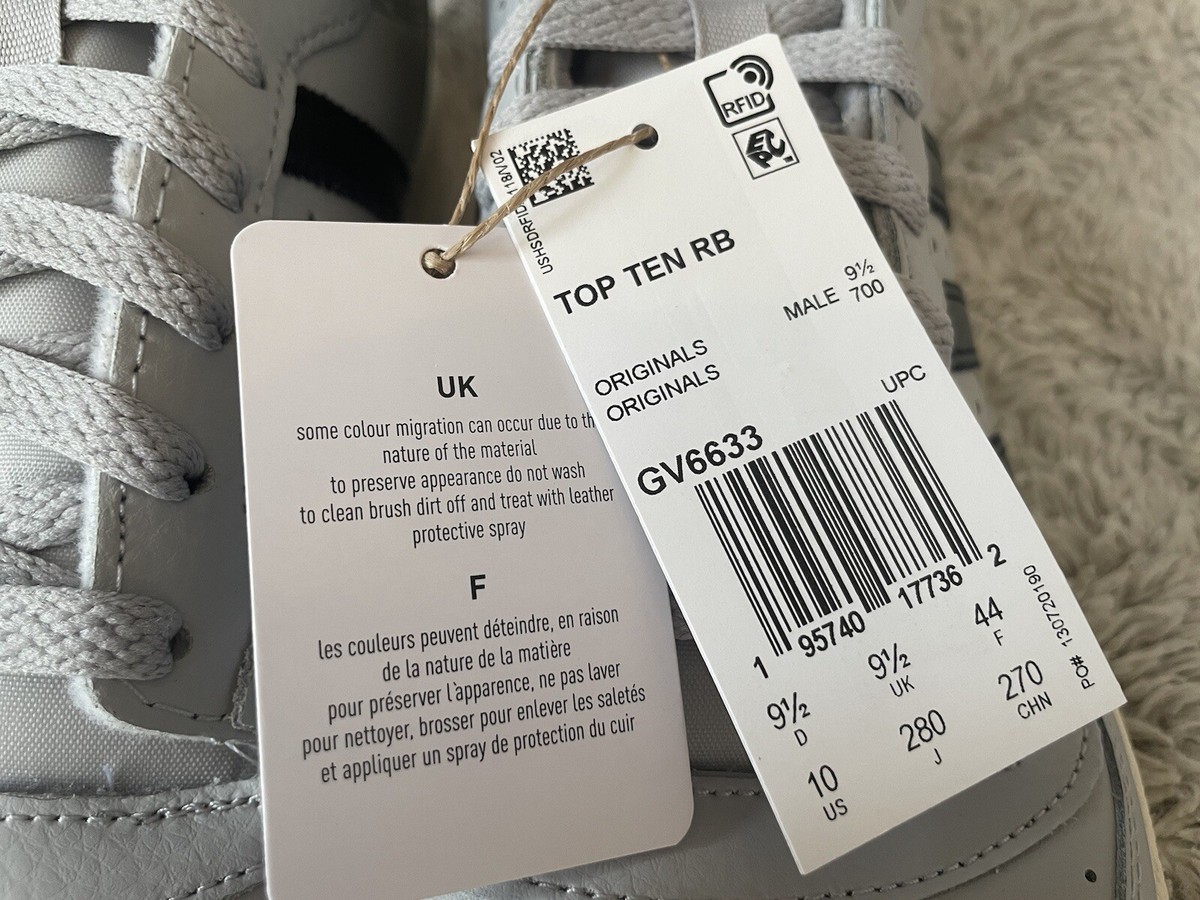 UK
some colour migration can occur due to th
nature of the material
to preserve appearance do not wash
to clean brush dirt off and treat with leather
protective spray
F
les couleurs peuvent déteindre, en raison
de la nature de la matière
pour préserver l`apparence, ne pas laver
pour nettoyer, brosser pour enlever les saletés
et appliquer un spray de protection du cuir
RFID
EPC
TOP TEN RB
9½
MALE 700
ORIGINALS
ORIGINALS
UPC
GV6633
1 95740 17736 2
9½ D
9½ UK
44 F
10 US
280 J
270 CHN
PO# 130720190